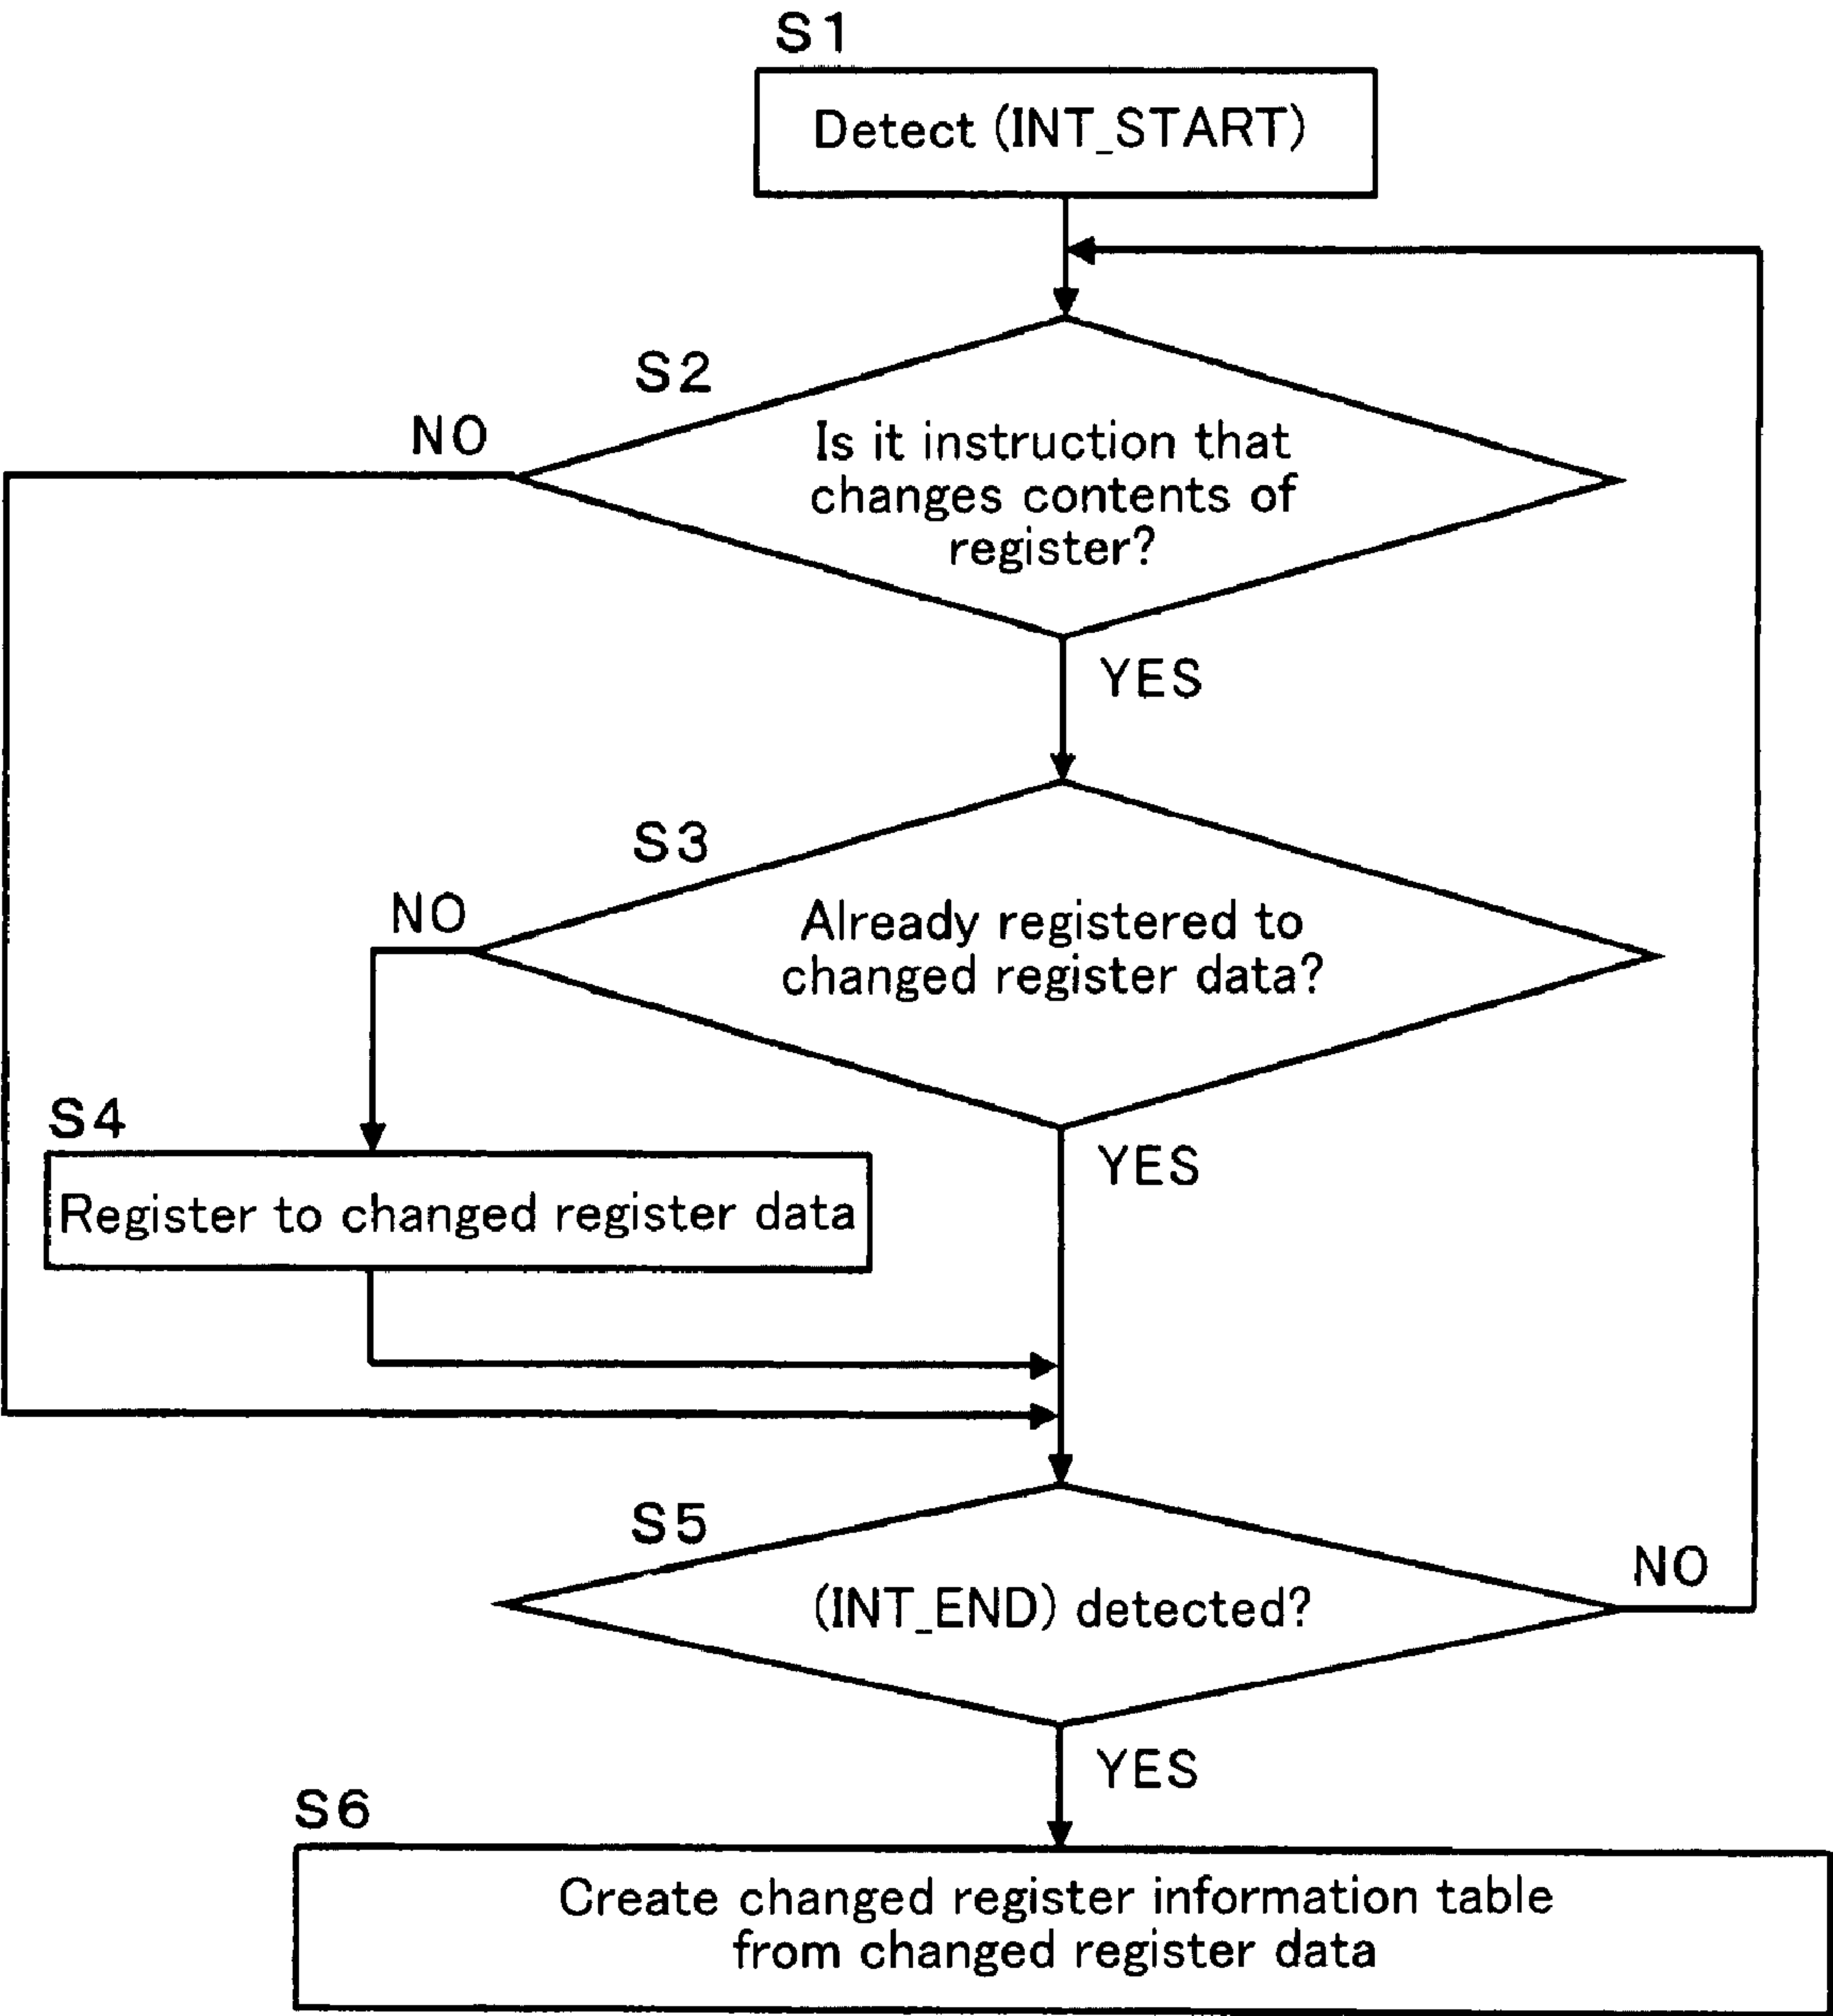 S1
Detect (INT_START)
S2
NO
Is it instruction that
changes contents of
register?
YES
S3
NO
Already registered to
changed register data?
YES
S4
Register to changed register data
S5
NO
(INT_END) detected?
YES
S6
Create changed register information table
from changed register data